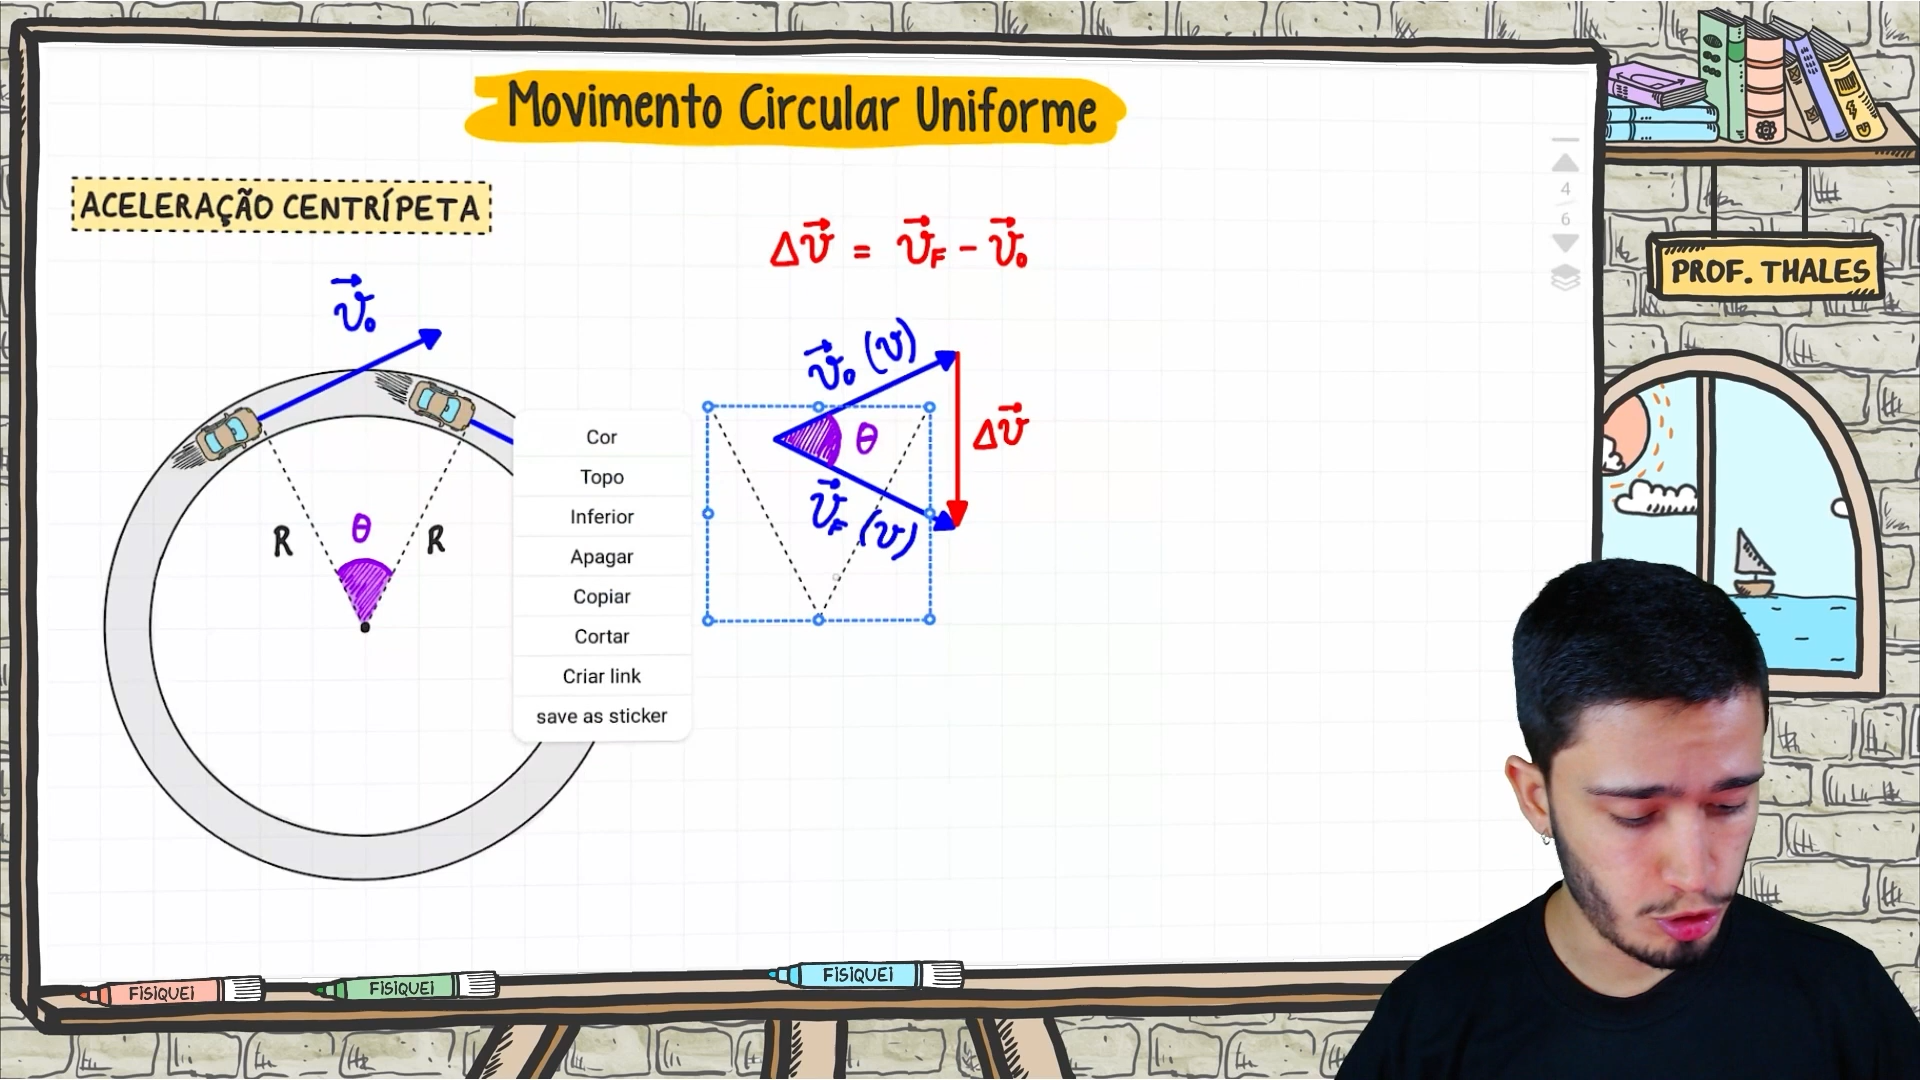 Movimento Circular Uniforme
ACELERAÇÃO CENTRÍPETA
Δv⃗ = v⃗F - v⃗0
4
6
PROF. THALES
v⃗0
v⃗0 (v)
θ
Δv⃗
v⃗F (v)
R
θ
R
Cor
Topo
Inferior
Apagar
Copiar
Cortar
Criar link
save as sticker
FISIQUEI
FISIQUEI
FISIQUEI